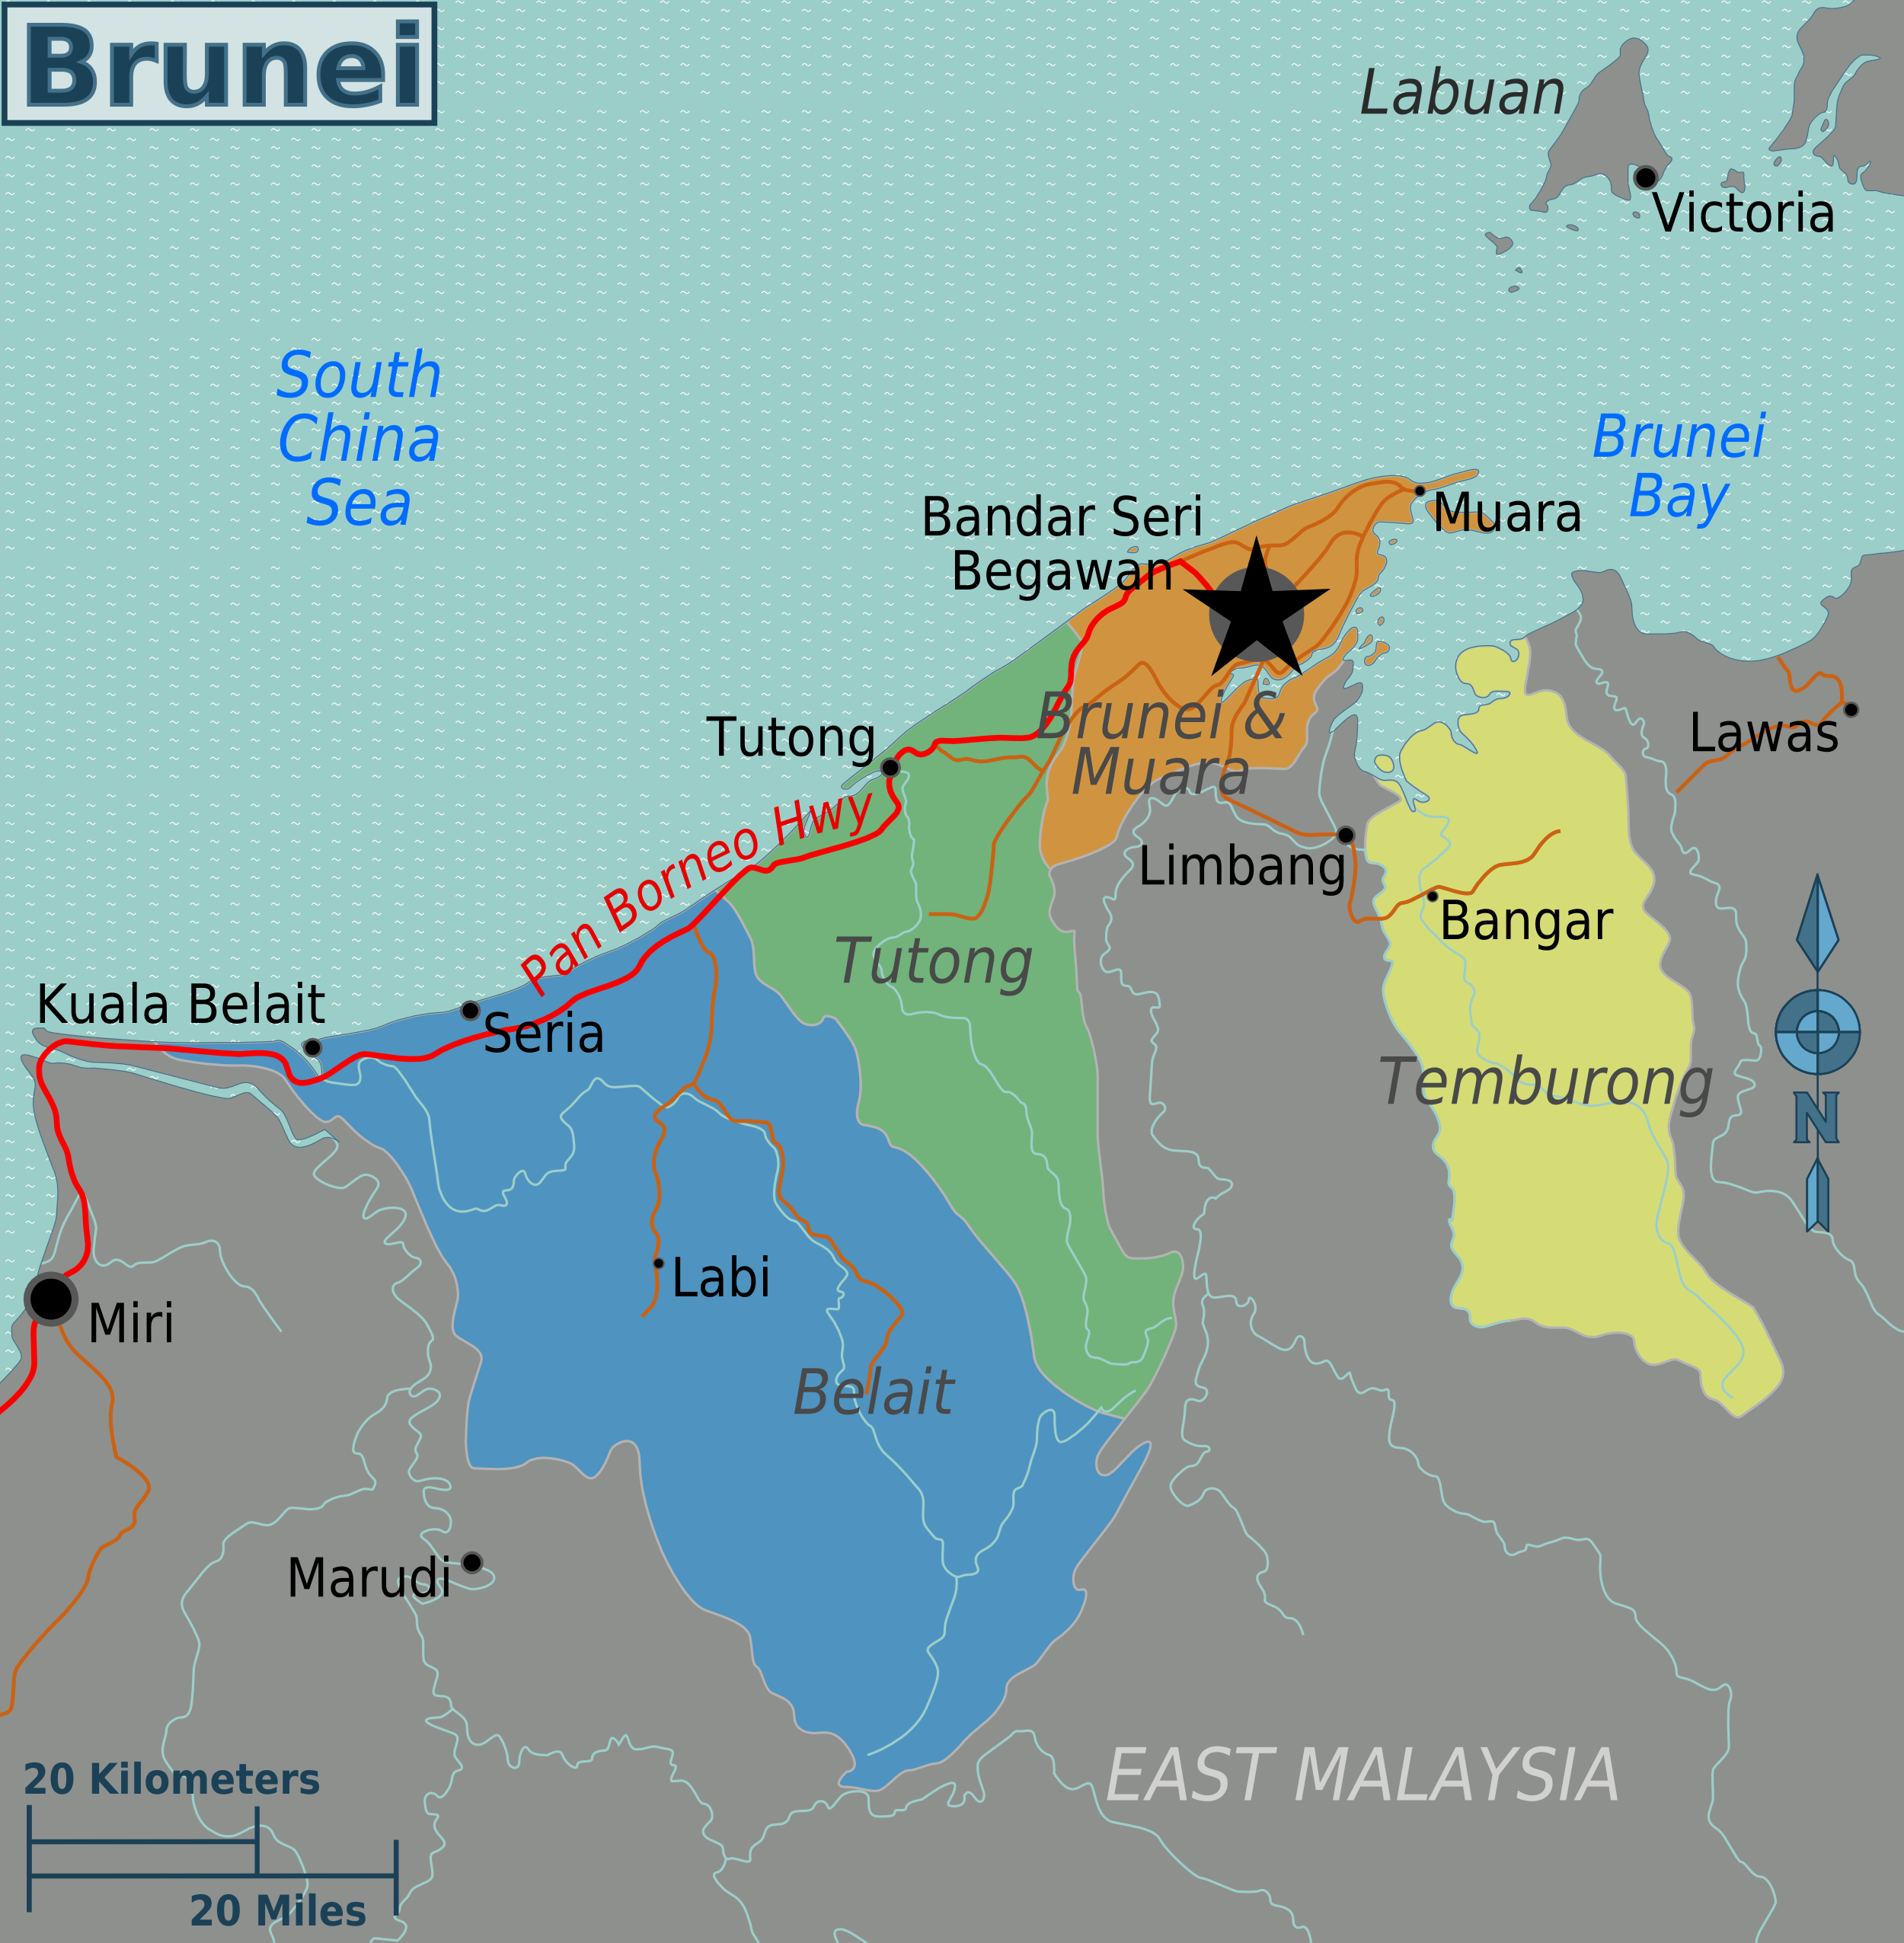 Brunei
Labuan
Victoria
South
China
Sea
Brunei
Bay
Bandar Seri
Begawan
Muara
Tutong
Brunei &
Muara
Lawas
Pan Borneo Hwy
Limbang
Bangar
Tutong
Kuala Belait
Seria
Temburong
N
Labi
Miri
Belait
Marudi
EAST MALAYSIA
20 Kilometers
20 Miles